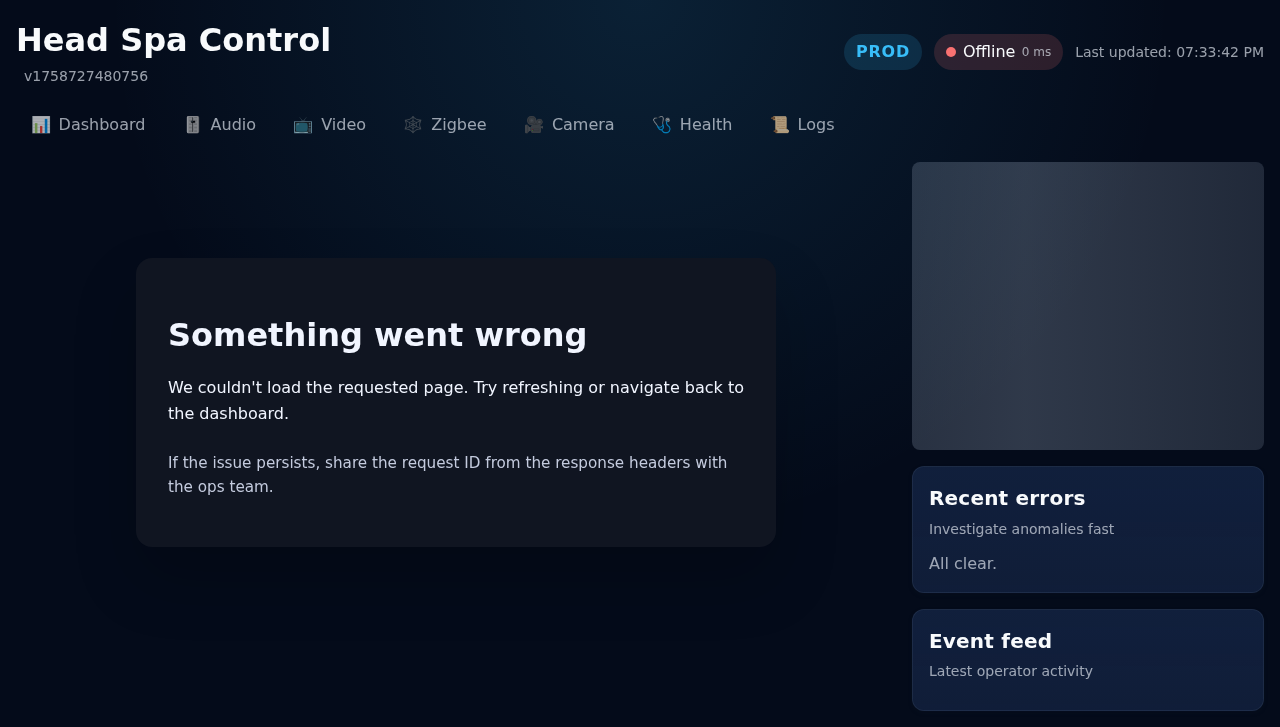 Head Spa Control
v1758727480756
PROD
Offline 0 ms
Last updated: 07:33:42 PM
Dashboard
Audio
Video
Zigbee
Camera
Health
Logs
Something went wrong
We couldn't load the requested page. Try refreshing or navigate back to
the dashboard.
If the issue persists, share the request ID from the response headers with
the ops team.
Recent errors
Investigate anomalies fast
All clear.
Event feed
Latest operator activity